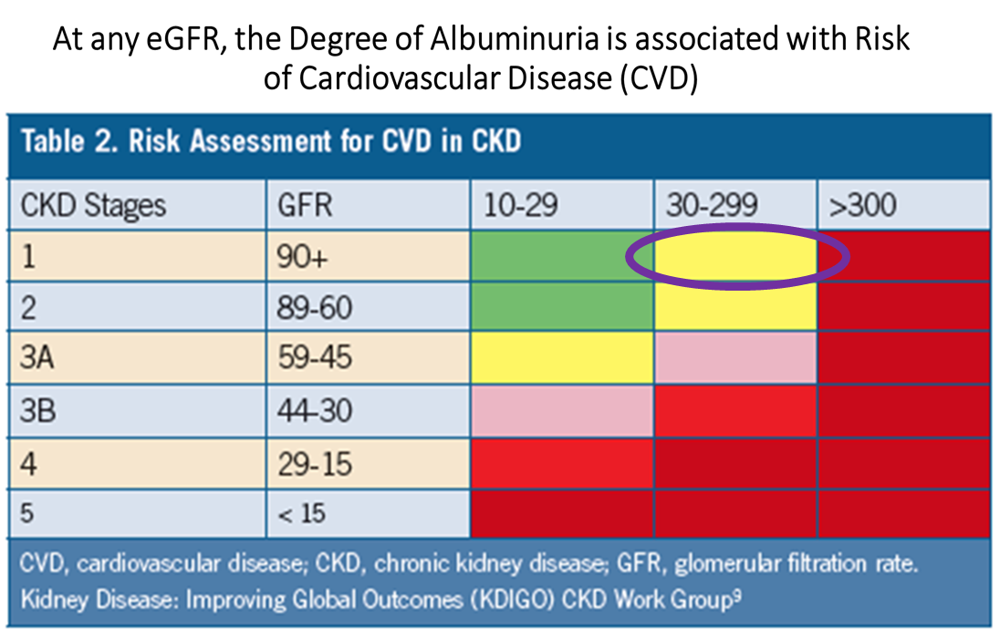 At any eGFR, the Degree of Albuminuria is associated with Risk
of Cardiovascular Disease (CVD)
Table 2. Risk Assessment for CVD in CKD
CKD Stages GFR 10-29 30-299 >300
1 90+
2 89-60
3A 59-45
3B 44-30
4 29-15
5 < 15
CVD, cardiovascular disease; CKD, chronic kidney disease; GFR, glomerular filtration rate.
Kidney Disease: Improving Global Outcomes (KDIGO) CKD Work Group⁹